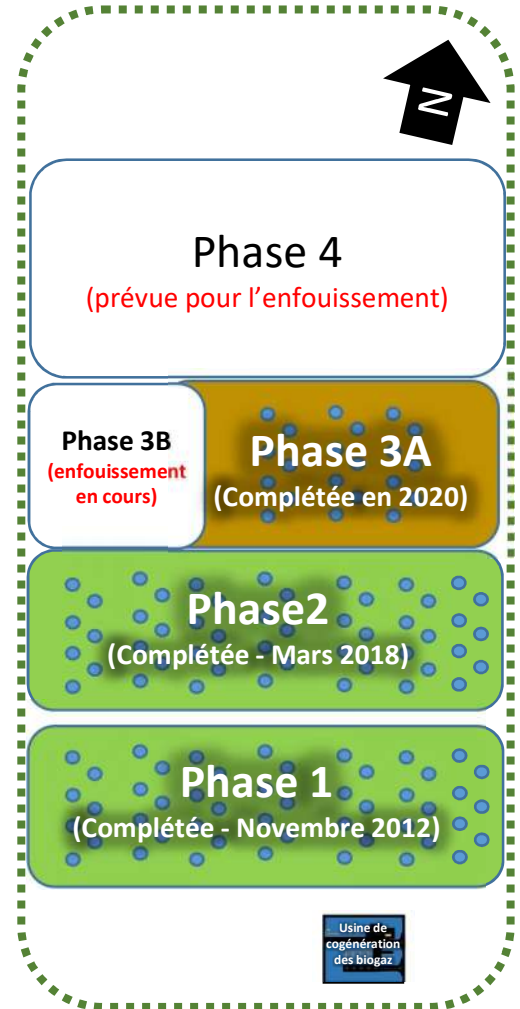 N
Phase 4
(prévue pour l'enfouissement)
Phase 3B
(enfouissement
en cours)
Phase 3A
(Complétée en 2020)
Phase2
(Complétée - Mars 2018)
Phase 1
(Complétée - Novembre 2012)
Usine de
cogénération
des biogaz